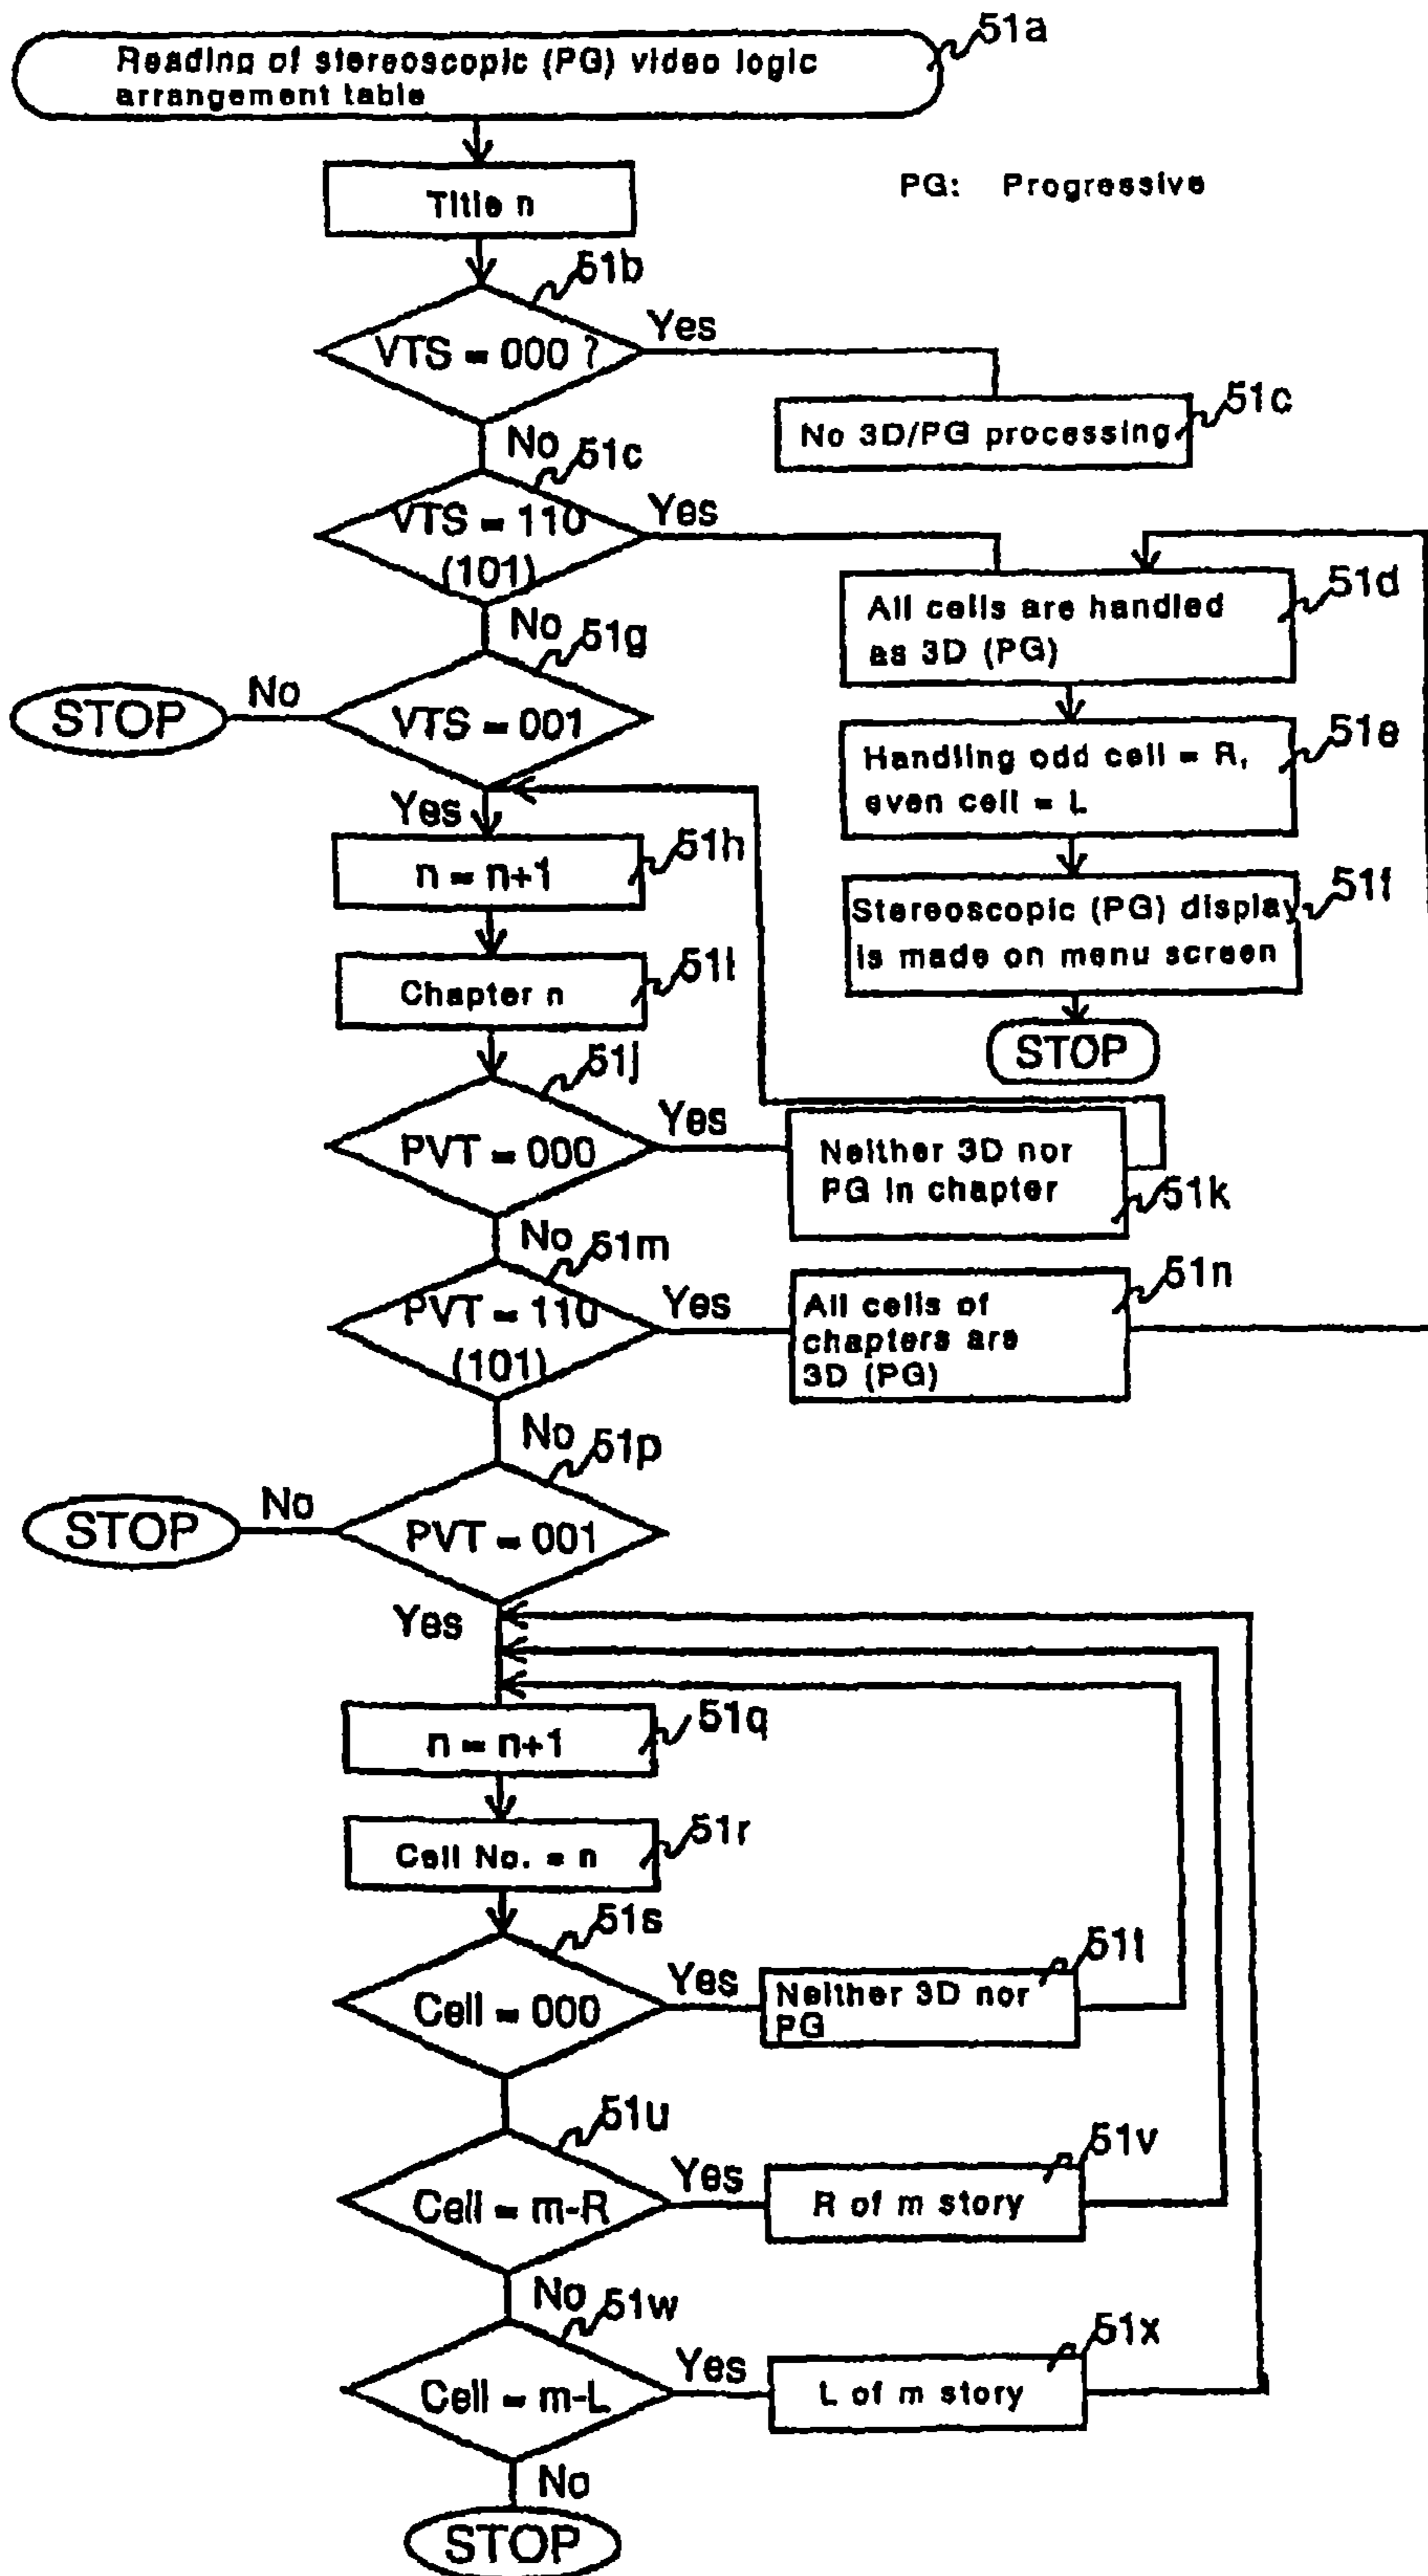 51a
Reading of stereoscopic (PG) video logic
arrangement table
Title n
PG: Progressive
51b
VTS = 000 ?
Yes
No
51c
No 3D/PG processing
51c
VTS = 110
(101)
Yes
No
51d
All cells are handled
as 3D (PG)
51g
VTS = 001
No
STOP
Yes
51e
Handling odd cell = R,
even cell = L
51h
n = n+1
51f
Stereoscopic (PG) display
is made on menu screen
STOP
51i
Chapter n
51j
PVT = 000
Yes
Neither 3D nor
PG in chapter
51k
No
51m
PVT = 110
(101)
Yes
51n
All cells of
chapters are
3D (PG)
No
51p
PVT = 001
No
STOP
Yes
51q
n = n+1
51r
Cell No. = n
51s
Cell = 000
Yes
51t
Neither 3D nor
PG
51u
Cell = m-R
Yes
51v
R of m story
No
51w
Cell = m-L
Yes
51x
L of m story
No
STOP